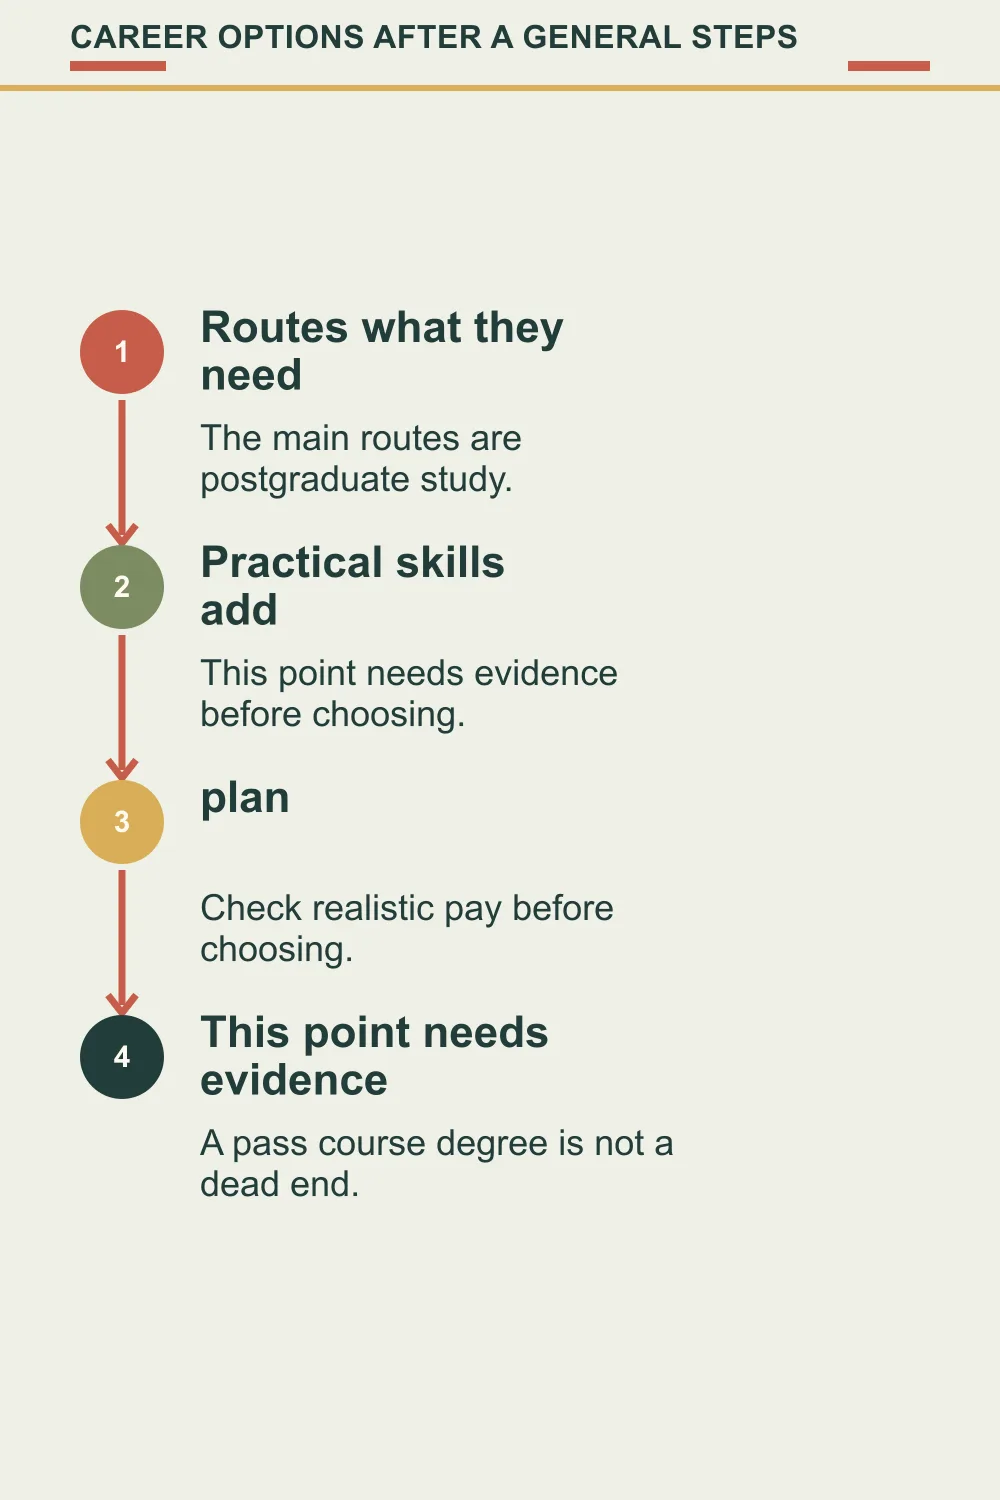 CAREER OPTIONS AFTER A GENERAL STEPS
1
Routes what they
need
The main routes are
postgraduate study.
2
Practical skills
add
This point needs evidence
before choosing.
3
plan
Check realistic pay before
choosing.
4
This point needs
evidence
A pass course degree is not a
dead end.